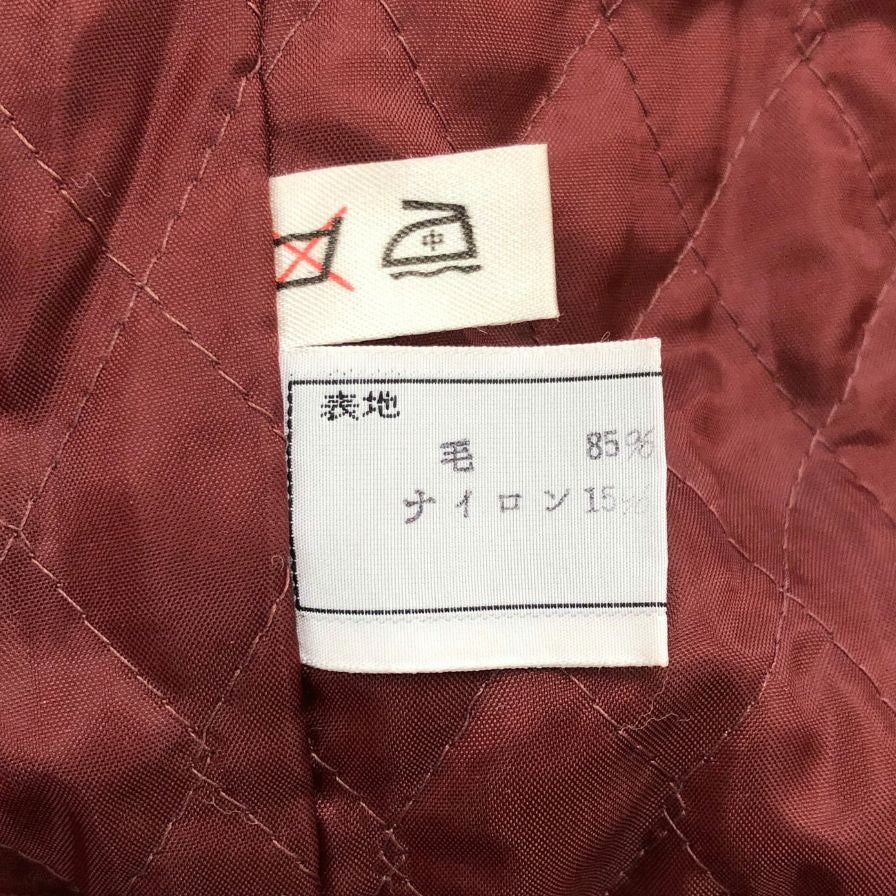 中
表地
毛 85%
ナイロン 15%